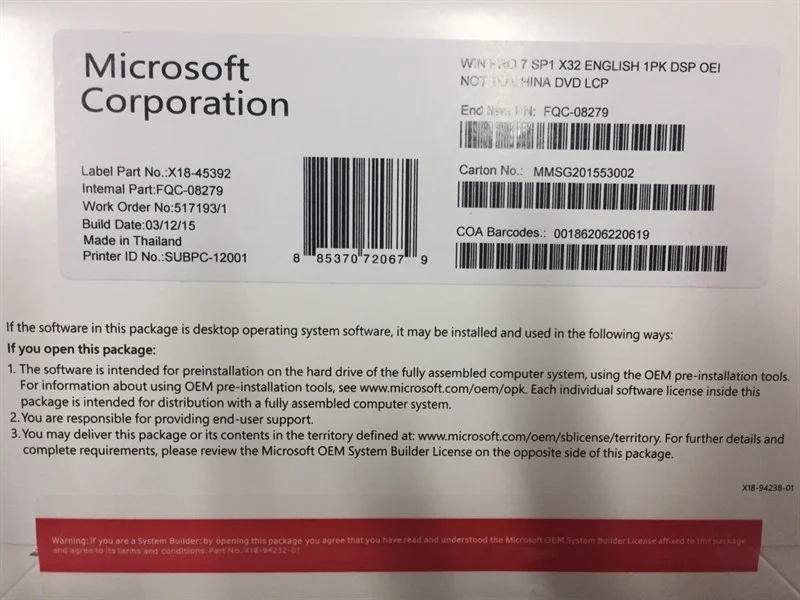 Microsoft
Corporation
Label Part No.:X18-45392
Internal Part:FQC-08279
Work Order No:517193/1
Build Date:03/12/15
Made in Thailand
Printer ID No.:SUBPC-12001
8 85370 72067 9
WIN PRO 7 SP1 X32 ENGLISH 1PK DSP OEI
NOT TO CHINA DVD LCP
End Item PN: FQC-08279
Carton No.: MMSG201553002
COA Barcodes.: 00186206220619
If the software in this package is desktop operating system software, it may be installed and used in the following ways:
If you open this package:
1. The software is intended for preinstallation on the hard drive of the fully assembled computer system, using the OEM pre-installation tools.
For information about using OEM pre-installation tools, see www.microsoft.com/oem/opk. Each individual software license inside this
package is intended for distribution with a fully assembled computer system.
2. You are responsible for providing end-user support.
3. You may deliver this package or its contents in the territory defined at: www.microsoft.com/oem/sblicense/territory. For further details and
complete requirements, please review the Microsoft OEM System Builder License on the opposite side of this package.
X18-94238-01
Warning: If you are a System Builder: by opening this package you agree that you have read and understood the Microsoft OEM System Builder License affixed to this package
and agree to its terms and conditions. Part No. X18-94232-01